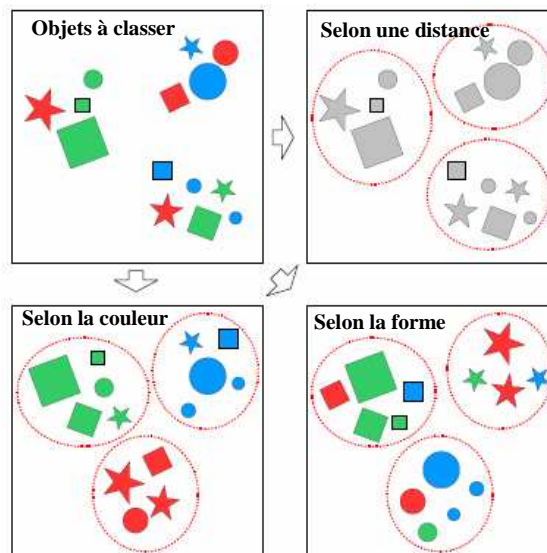 Objets à classer
Selon une distance
Selon la couleur
Selon la forme